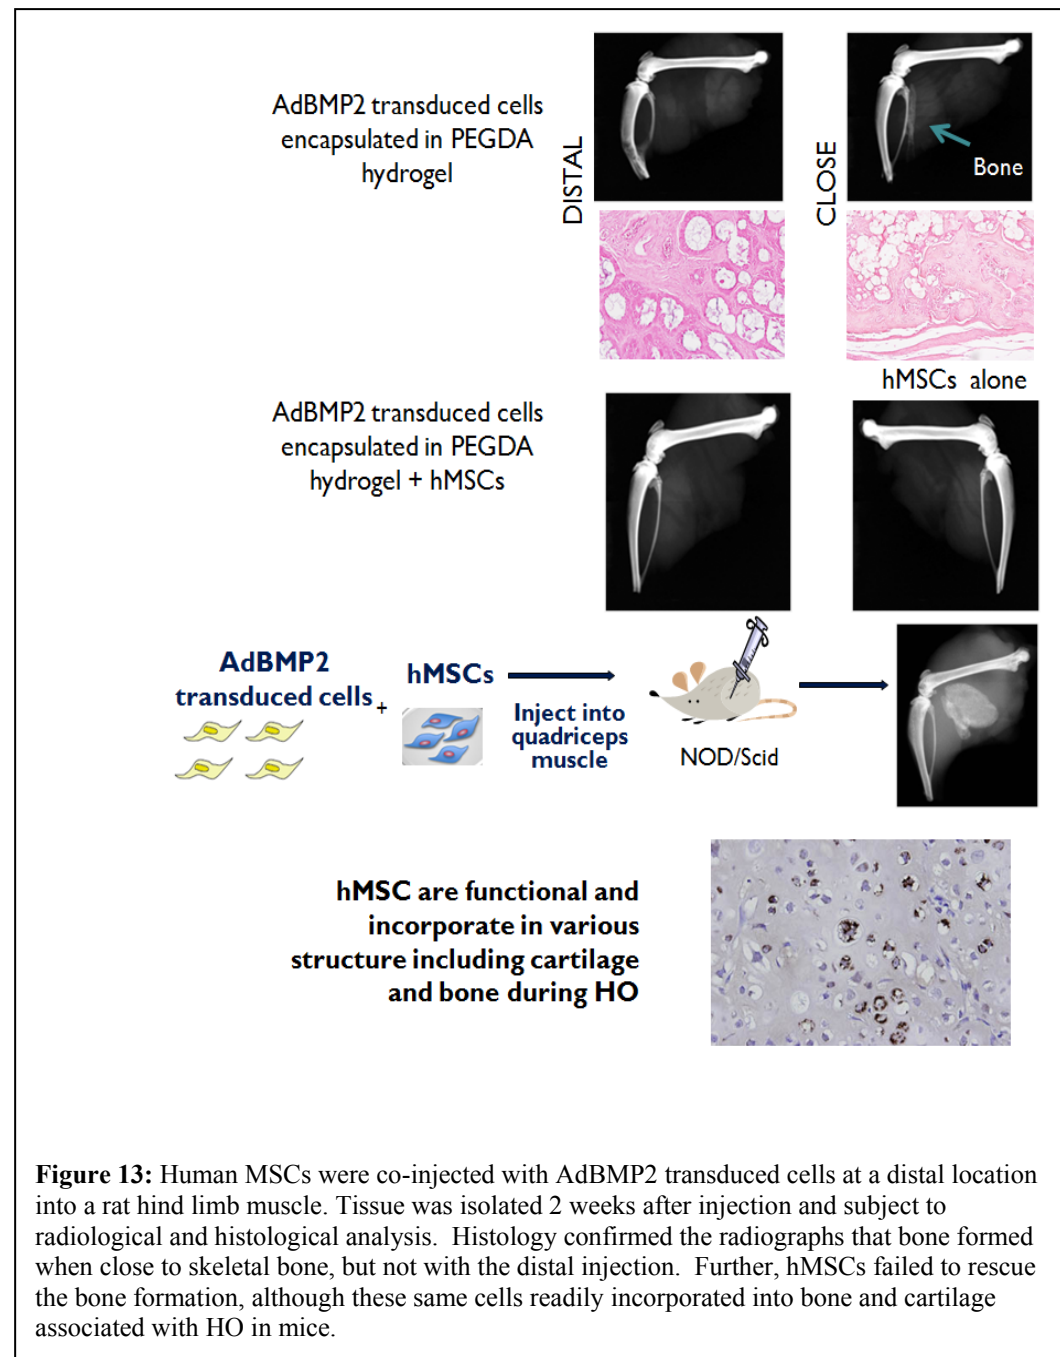 AdBMP2 transduced cells
encapsulated in PEGDA
hydrogel
DISTAL
CLOSE
Bone
hMSCs alone
AdBMP2 transduced cells
encapsulated in PEGDA
hydrogel + hMSCs
AdBMP2
transduced cells
+
hMSCs
Inject into
quadriceps
muscle
NOD/Scid
hMSC are functional and
incorporate in various
structure including cartilage
and bone during HO
Figure 13: Human MSCs were co-injected with AdBMP2 transduced cells at a distal location
into a rat hind limb muscle. Tissue was isolated 2 weeks after injection and subject to
radiological and histological analysis. Histology confirmed the radiographs that bone formed
when close to skeletal bone, but not with the distal injection. Further, hMSCs failed to rescue
the bone formation, although these same cells readily incorporated into bone and cartilage
associated with HO in mice.